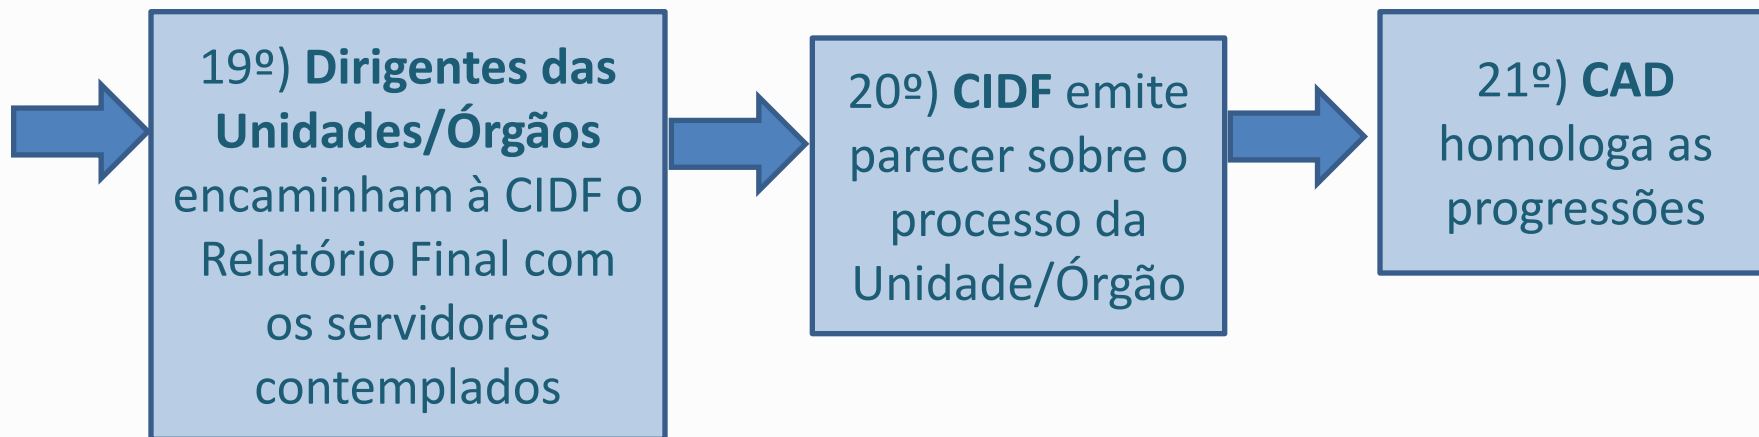 19º) Dirigentes das
Unidades/Órgãos
encaminham à CIDF o
Relatório Final com
os servidores
contemplados
20º) CIDF emite
parecer sobre o
processo da
Unidade/Órgão
21º) CAD
homologa as
progressões